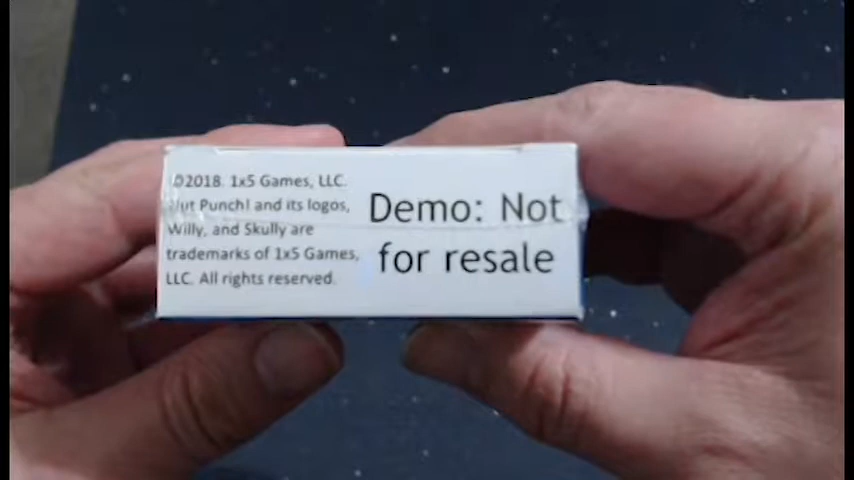 ©2018. 1x5 Games, LLC.
Nut Punch! and its logos,
Willy, and Skully are
trademarks of 1x5 Games,
LLC. All rights reserved.
Demo: Not
for resale